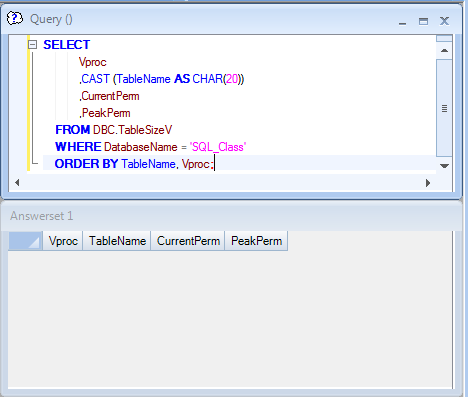 Query ()
SELECT
Vproc
,CAST (TableName AS CHAR(20))
,CurrentPerm
,PeakPerm
FROM DBC.TableSizeV
WHERE DatabaseName = 'SQL_Class'
ORDER BY TableName, Vproc;
Answerset 1
Vproc TableName CurrentPerm PeakPerm